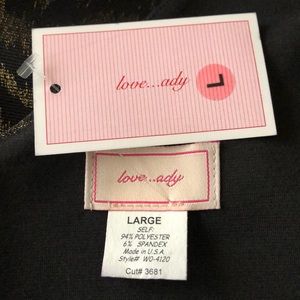 love...ady
L
love...ady
LARGE
SELF:
94% POLYESTER
6% SPANDEX
Made in U.S.A.
Style# WO-4120
Cut# 3681